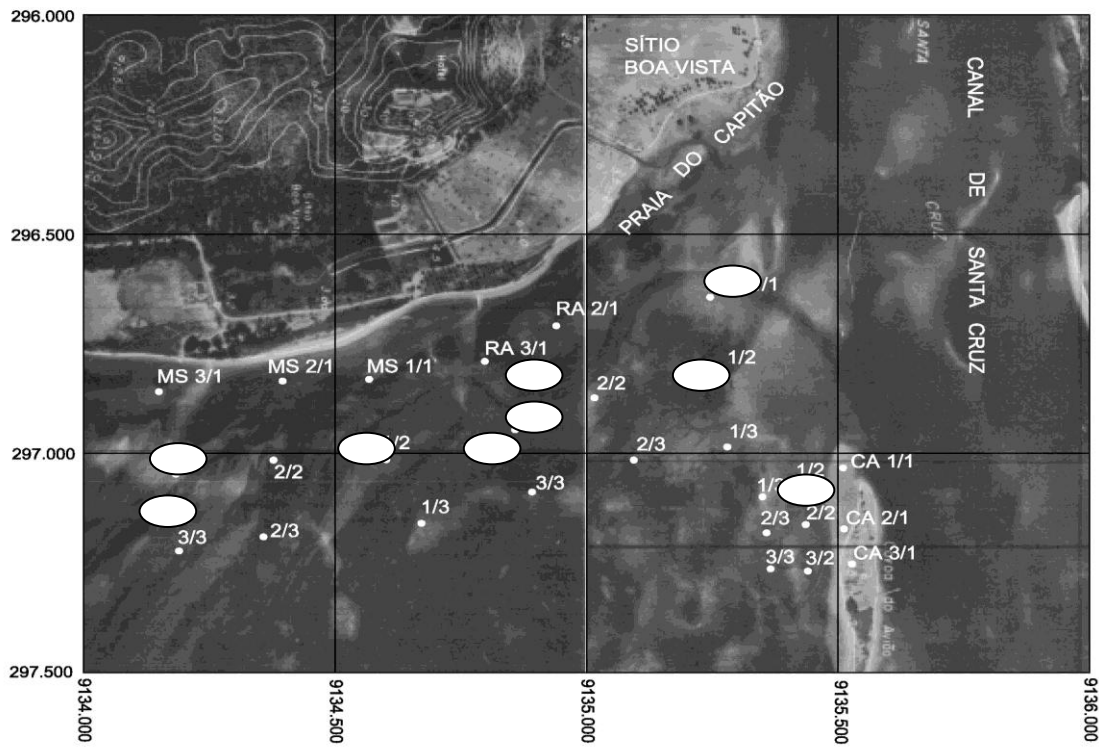 296.000
296.500
297.000
297.500
9134.000
9134.500
9135.000
9135.500
9136.000
SÍTIO
BOA VISTA
PRAIA DO CAPITÃO
CANAL DE SANTA CRUZ
SANTA
CRUZ
/1
RA 2/1
RA 3/1
1/2
MS 3/1
MS 2/1
MS 1/1
2/2
/2
2/2
2/3
1/3
3/3
1/3
3/3
2/3
CA 1/1
1/2
CA 2/1
2/2
2/3
CA 3/1
3/3
3/2